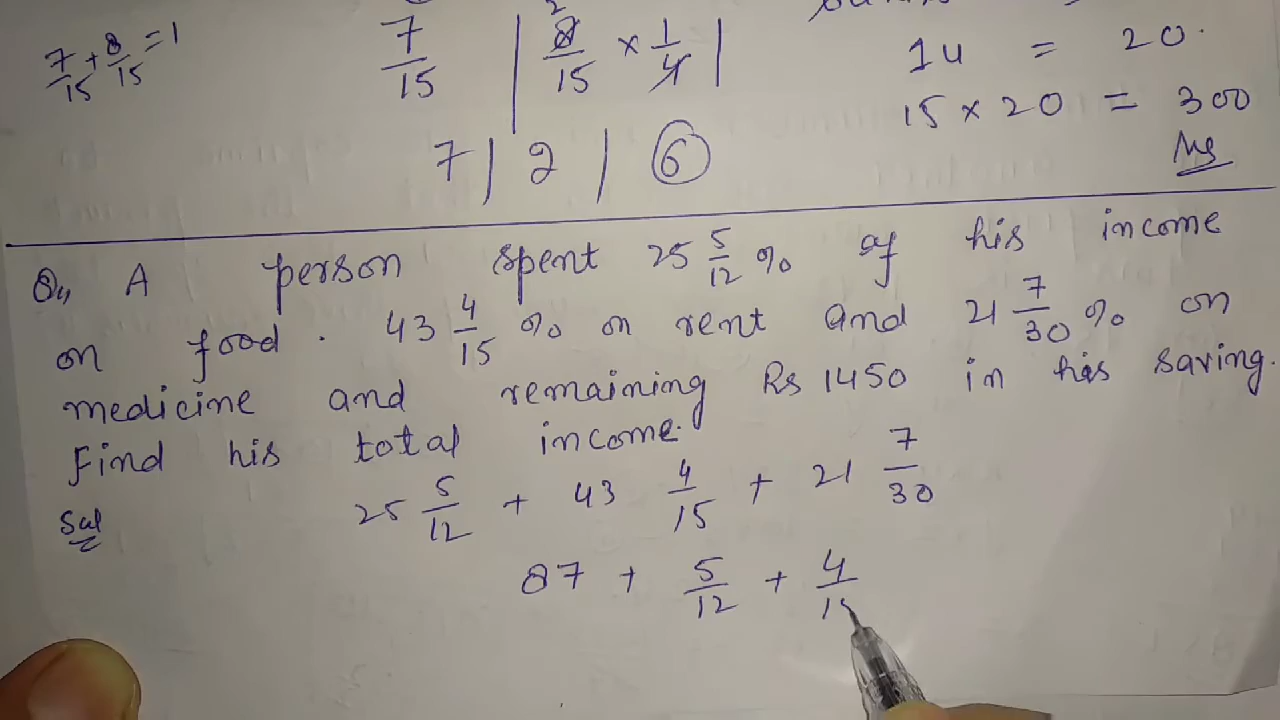 7/15 + 8/15 = 1
7/15 | 8/15 × 1/4 |
2
7 | 2 | 6
1u = 20.
15 × 20 = 300
Q4 A person spent 25 5/12 % of his income
on food. 43 4/15 % on rent and 21 7/30 % on
medicine and remaining Rs 1450 in his saving.
Find his total income.
Sol 25 5/12 + 43 4/15 + 21 7/30
87 + 5/12 + 4/15